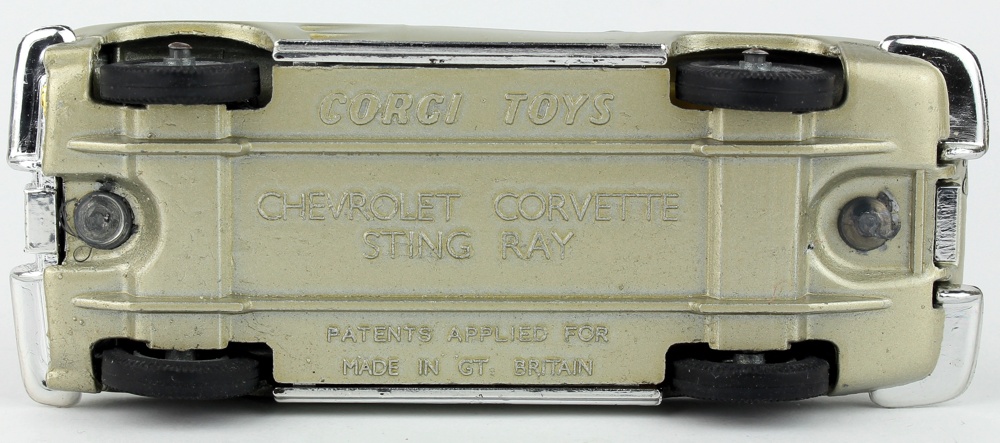 CORGI TOYS
CHEVROLET CORVETTE
STING RAY
PATENTS APPLIED FOR
MADE IN GT. BRITAIN